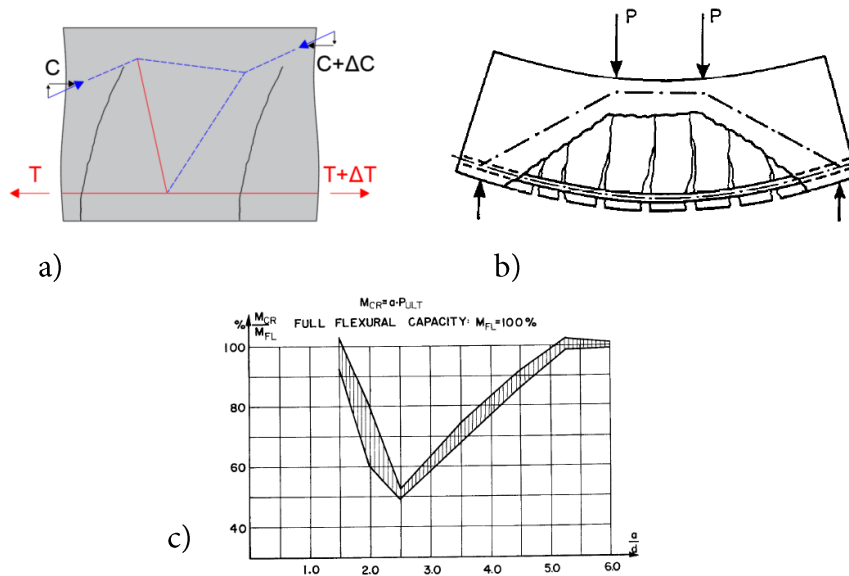 C
C+ΔC
T
T+ΔT
a)
P P
b)
M_CR=a·P_ULT
% M_CR/M_FL FULL FLEXURAL CAPACITY: M_FL=100%
100
80
60
40
1.0 2.0 3.0 4.0 5.0 6.0
a/d
c)